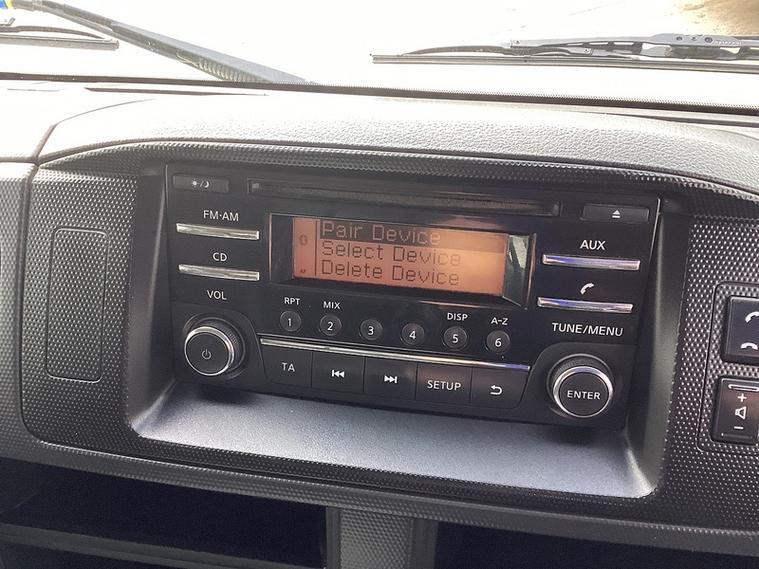 FM·AM
CD
VOL
Pair Device
Select Device
Delete Device
AUX
TUNE/MENU
RPT
MIX
DISP
A-Z
1
2
3
4
5
6
TA
SETUP
ENTER
+
-